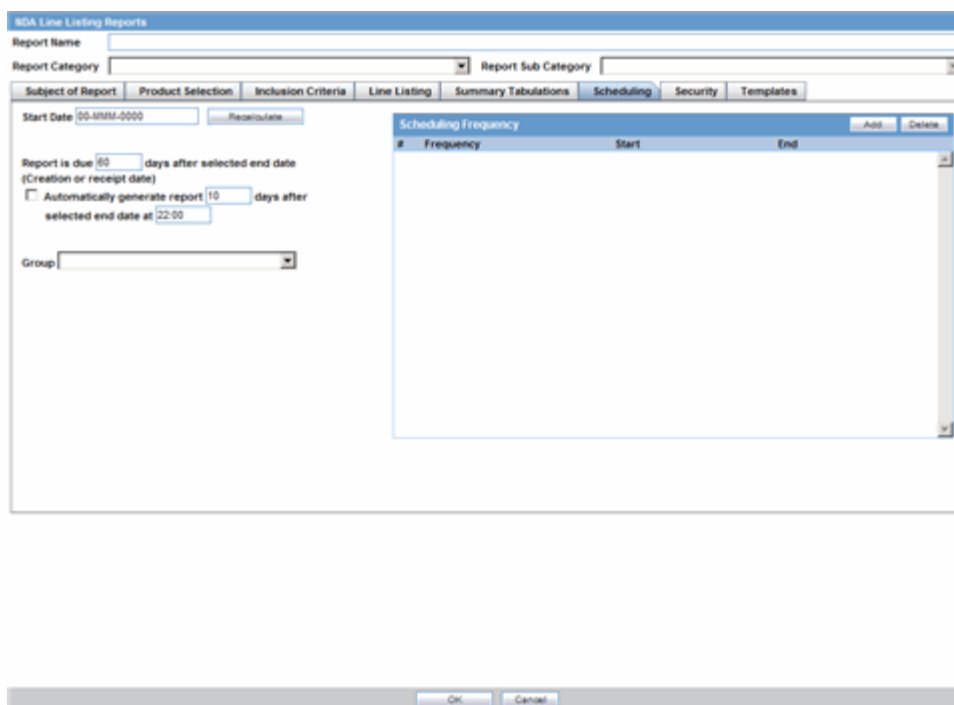 NDA Line Listing Reports
Report Name
Report Category Report Sub Category
Subject of Report Product Selection Inclusion Criteria Line Listing Summary Tabulations Scheduling Security Templates
Start Date 00-MMM-0000 Recalculate
Scheduling Frequency Add Delete
# Frequency Start End
Report is due 60 days after selected end date
(Creation or receipt date)
Automatically generate report 10 days after
selected end date at 22:00
Group
OK Cancel